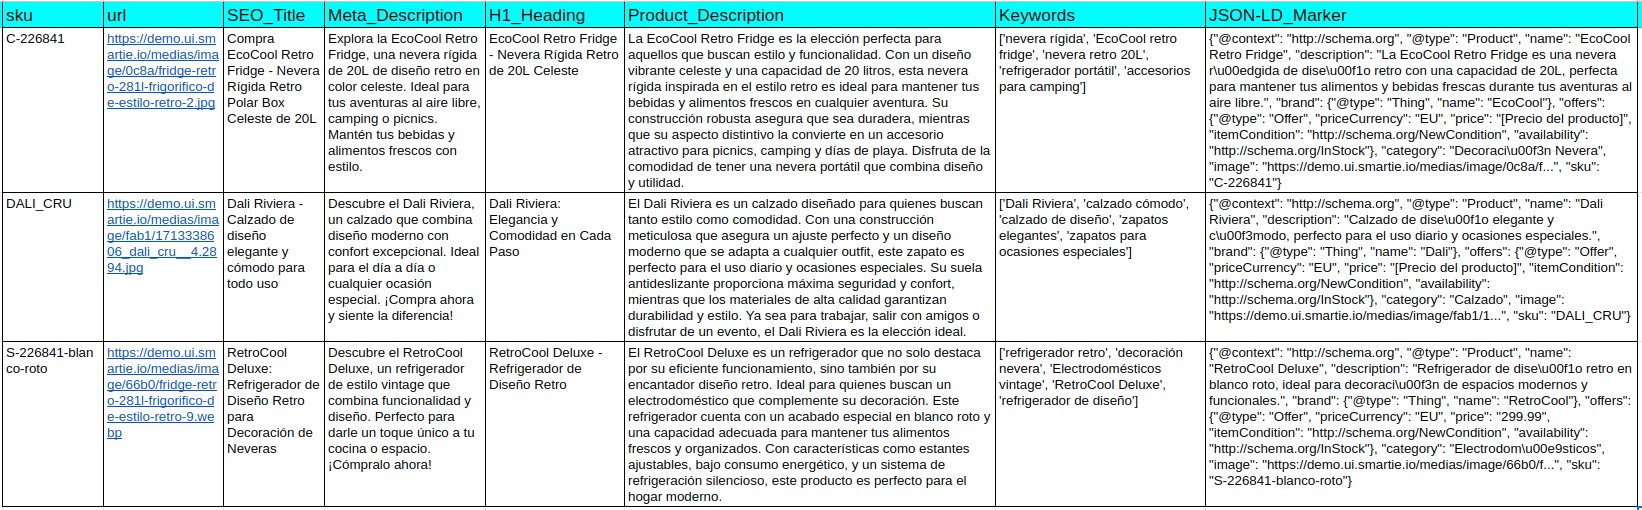 sku
url
SEO_Title
Meta_Description
H1_Heading
Product_Description
Keywords
JSON-LD_Marker
C-226841
https://demo.ui.sm
artie.io/medias/ima
ge/0c8a/fridge-retr
o-281l-frigorifico-d
e-estilo-retro-2.jpg
Compra
EcoCool Retro
Fridge - Nevera
Rígida Retro
Polar Box
Celeste de 20L
Explora la EcoCool Retro
Fridge, una nevera rígida
de 20L de diseño retro en
color celeste. Ideal para
tus aventuras al aire libre,
camping o picnics.
Mantén tus bebidas y
alimentos frescos con
estilo.
EcoCool Retro Fridge
- Nevera Rígida Retro
de 20L Celeste
La EcoCool Retro Fridge es la elección perfecta para
aquellos que buscan estilo y funcionalidad. Con un diseño
vibrante celeste y una capacidad de 20 litros, esta nevera
rígida inspirada en el estilo retro es ideal para mantener tus
bebidas y alimentos frescos en cualquier aventura. Su
construcción robusta asegura que sea duradera, mientras
que su aspecto distintivo la convierte en un accesorio
atractivo para picnics, camping y días de playa. Disfruta de la
comodidad de tener una nevera portátil que combina diseño
y utilidad.
['nevera rígida', 'EcoCool retro
fridge', 'nevera retro 20L',
'refrigerador portátil', 'accesorios
para camping']
{"@context": "http://schema.org", "@type": "Product", "name": "EcoCool
Retro Fridge", "description": "La EcoCool Retro Fridge es una nevera
r\u00edgida de dise\u00f1o retro con una capacidad de 20L, perfecta
para mantener tus alimentos y bebidas frescas durante tus aventuras al
aire libre.", "brand": {"@type": "Thing", "name": "EcoCool"}, "offers":
{"@type": "Offer", "priceCurrency": "EU", "price": "[Precio del producto]",
"itemCondition": "http://schema.org/NewCondition", "availability":
"http://schema.org/InStock"}, "category": "Decoraci\u00f3n Nevera",
"image": "https://demo.ui.smartie.io/medias/image/0c8a/f...", "sku":
"C-226841"}
DALI_CRU
https://demo.ui.sm
artie.io/medias/ima
ge/fab1/17133386
06_dali_cru__4.28
94.jpg
Dali Riviera -
Calzado de
diseño
elegante y
cómodo para
todo uso
Descubre el Dali Riviera,
un calzado que combina
diseño moderno con
confort excepcional. Ideal
para el día a día o
cualquier ocasión
especial. ¡Compra ahora
y siente la diferencia!
Dali Riviera:
Elegancia y
Comodidad en Cada
Paso
El Dali Riviera es un calzado diseñado para quienes buscan
tanto estilo como comodidad. Con una construcción
meticulosa que asegura un ajuste perfecto y un diseño
moderno que se adapta a cualquier outfit, este zapato es
perfecto para el uso diario y ocasiones especiales. Su suela
antideslizante proporciona máxima seguridad y confort,
mientras que los materiales de alta calidad garantizan
durabilidad y estilo. Ya sea para trabajar, salir con amigos o
disfrutar de un evento, el Dali Riviera es la elección ideal.
['Dali Riviera', 'calzado cómodo',
'calzado de diseño', 'zapatos
elegantes', 'zapatos para
ocasiones especiales']
{"@context": "http://schema.org", "@type": "Product", "name": "Dali
Riviera", "description": "Calzado de dise\u00f1o elegante y
c\u00f3modo, perfecto para el uso diario y ocasiones especiales.",
"brand": {"@type": "Thing", "name": "Dali"}, "offers": {"@type": "Offer",
"priceCurrency": "EU", "price": "[Precio del producto]", "itemCondition":
"http://schema.org/NewCondition", "availability":
"http://schema.org/InStock"}, "category": "Calzado", "image":
"https://demo.ui.smartie.io/medias/image/fab1/1...", "sku": "DALI_CRU"}
S-226841-blan
co-roto
https://demo.ui.sm
artie.io/medias/ima
ge/66b0/fridge-retr
o-281l-frigorifico-d
e-estilo-retro-9.we
bp
RetroCool
Deluxe:
Refrigerador de
Diseño Retro
para
Decoración de
Neveras
Descubre el RetroCool
Deluxe, un refrigerador
de estilo vintage que
combina funcionalidad y
diseño. Perfecto para
darle un toque único a tu
cocina o espacio.
¡Cómpralo ahora!
RetroCool Deluxe -
Refrigerador de
Diseño Retro
El RetroCool Deluxe es un refrigerador que no solo destaca
por su eficiente funcionamiento, sino también por su
encantador diseño retro. Ideal para quienes buscan un
electrodoméstico que complemente su decoración. Este
refrigerador cuenta con un acabado especial en blanco roto y
una capacidad adecuada para mantener tus alimentos
frescos y organizados. Con características como estantes
ajustables, bajo consumo energético, y un sistema de
refrigeración silencioso, este producto es perfecto para el
hogar moderno.
['refrigerador retro', 'decoración
nevera', 'Electrodomésticos
vintage', 'RetroCool Deluxe',
'refrigerador de diseño']
{"@context": "http://schema.org", "@type": "Product", "name":
"RetroCool Deluxe", "description": "Refrigerador de dise\u00f1o retro en
blanco roto, ideal para decoraci\u00f3n de espacios modernos y
funcionales.", "brand": {"@type": "Thing", "name": "RetroCool"}, "offers":
{"@type": "Offer", "priceCurrency": "EU", "price": "299.99",
"itemCondition": "http://schema.org/NewCondition", "availability":
"http://schema.org/InStock"}, "category": "Electrodom\u00e9sticos",
"image": "https://demo.ui.smartie.io/medias/image/66b0/f...", "sku":
"S-226841-blanco-roto"}